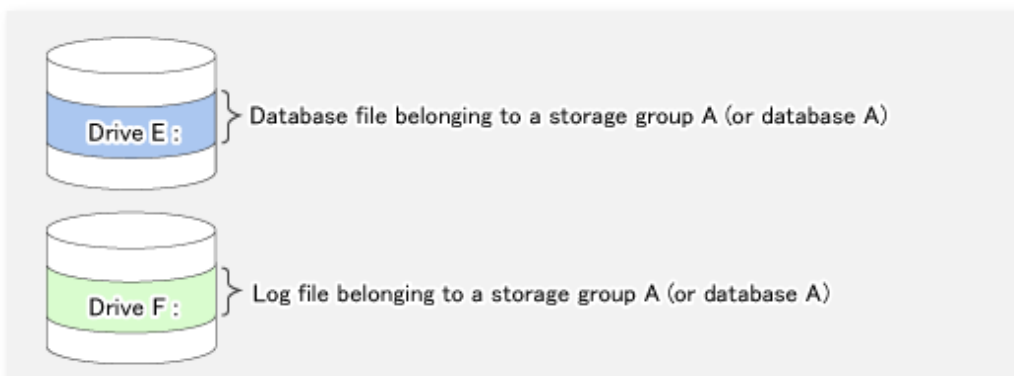 Drive E :
Database file belonging to a storage group A (or database A)
Drive F :
Log file belonging to a storage group A (or database A)